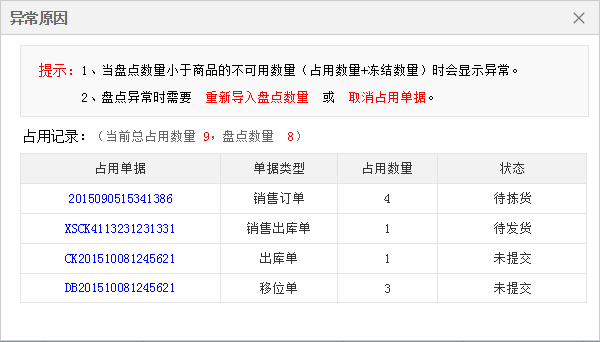 异常原因
提示：1、当盘点数量小于商品的不可用数量（占用数量+冻结数量）时会显示异常。
2、盘点异常时需要 重新导入盘点数量 或 取消占用单据。
占用记录：（当前总占用数量 9，盘点数量 8）
占用单据 单据类型 占用数量 状态
2015090515341386 销售订单 4 待拣货
XSCK4113231231331 销售出库单 1 待发货
CK201510081245621 出库单 1 未提交
DB201510081245621 移位单 3 未提交